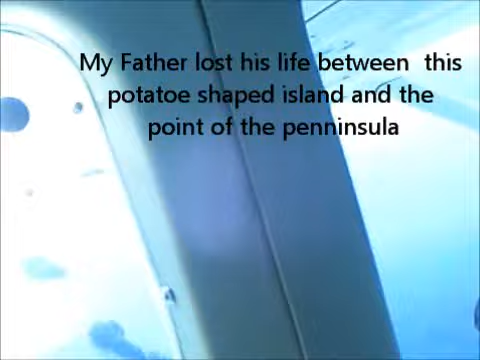 My Father lost his life between  this
potatoe shaped island and the
point of the penninsula